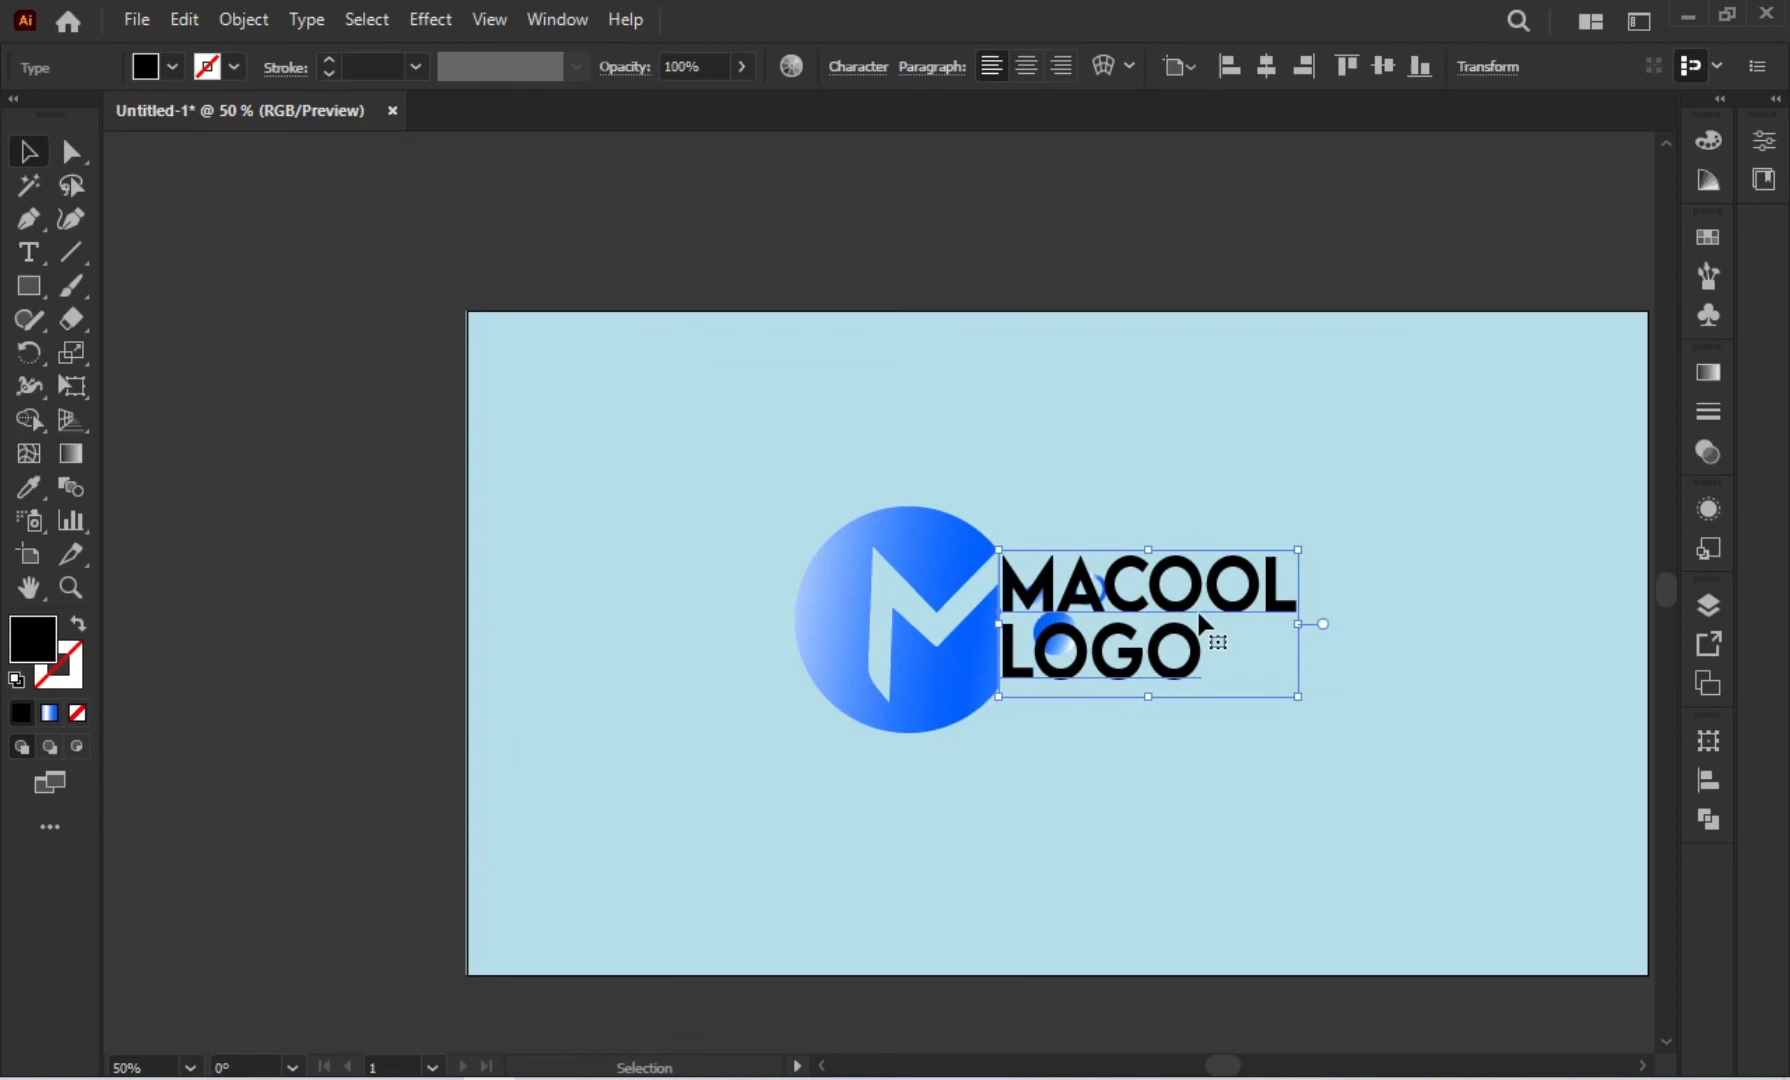 Ai
File Edit Object Type Select Effect View Window Help
Type
Stroke:
Opacity: 100%
Character Paragraph:
Transform
Untitled-1* @ 50 % (RGB/Preview)
MACOOL
LOGO
50%
0°
1
Selection